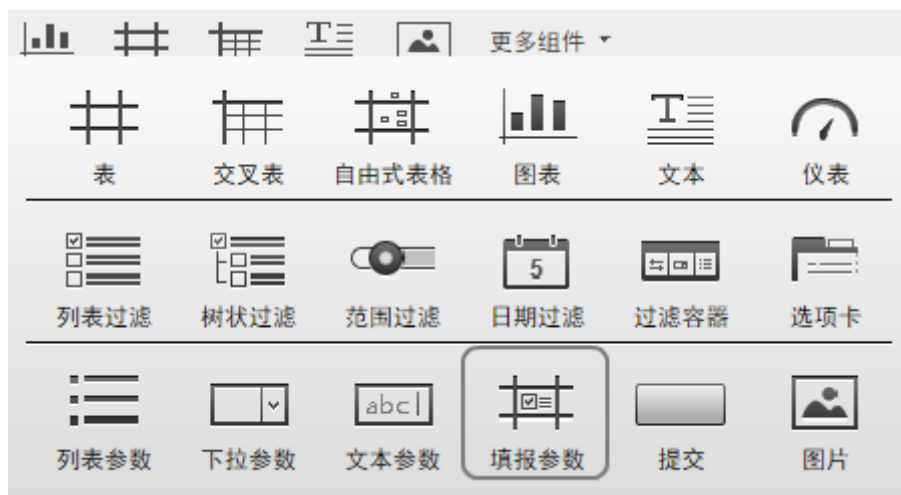 更多组件
表 交叉表 自由式表格 图表 文本 仪表
5
列表过滤 树状过滤 范围过滤 日期过滤 过滤容器 选项卡
abc
列表参数 下拉参数 文本参数 填报参数 提交 图片